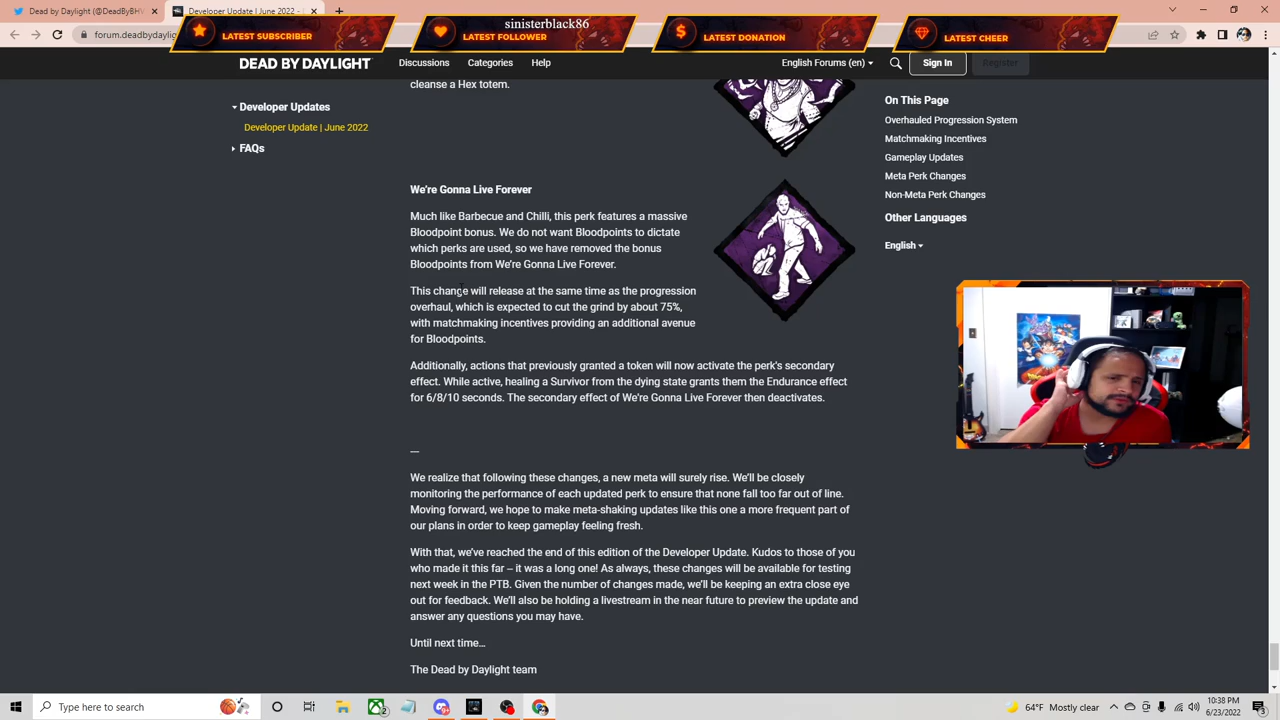 Dead by Daylight
Dead by Daylight (@DeadByBHV
Developer Update | June 2022
forum.deadbydaylig
sinisterblack86
LATEST SUBSCRIBER
LATEST FOLLOWER
LATEST DONATION
LATEST CHEER
DEAD BY DAYLIGHT
Discussions
Categories
Help
English Forums (en)
Sign In
Register
Developer Updates
Developer Update | June 2022
FAQs
cleanse a Hex totem.
We're Gonna Live Forever
Much like Barbecue and Chilli, this perk features a massive
Bloodpoint bonus. We do not want Bloodpoints to dictate
which perks are used, so we have removed the bonus
Bloodpoints from We're Gonna Live Forever.
This change will release at the same time as the progression
overhaul, which is expected to cut the grind by about 75%,
with matchmaking incentives providing an additional avenue
for Bloodpoints.
Additionally, actions that previously granted a token will now activate the perk's secondary
effect. While active, healing a Survivor from the dying state grants them the Endurance effect
for 6/8/10 seconds. The secondary effect of We're Gonna Live Forever then deactivates.
—
We realize that following these changes, a new meta will surely rise. We'll be closely
monitoring the performance of each updated perk to ensure that none fall too far out of line.
Moving forward, we hope to make meta-shaking updates like this one a more frequent part of
our plans in order to keep gameplay feeling fresh.
With that, we've reached the end of this edition of the Developer Update. Kudos to those of you
who made it this far – it was a long one! As always, these changes will be available for testing
next week in the PTB. Given the number of changes made, we'll be keeping an extra close eye
out for feedback. We'll also be holding a livestream in the near future to preview the update and
answer any questions you may have.
Until next time…
The Dead by Daylight team
On This Page
Overhauled Progression System
Matchmaking Incentives
Gameplay Updates
Meta Perk Changes
Non-Meta Perk Changes
Other Languages
English
Type here to search
64°F Mostly clear
10:38 PM
6/23/2022